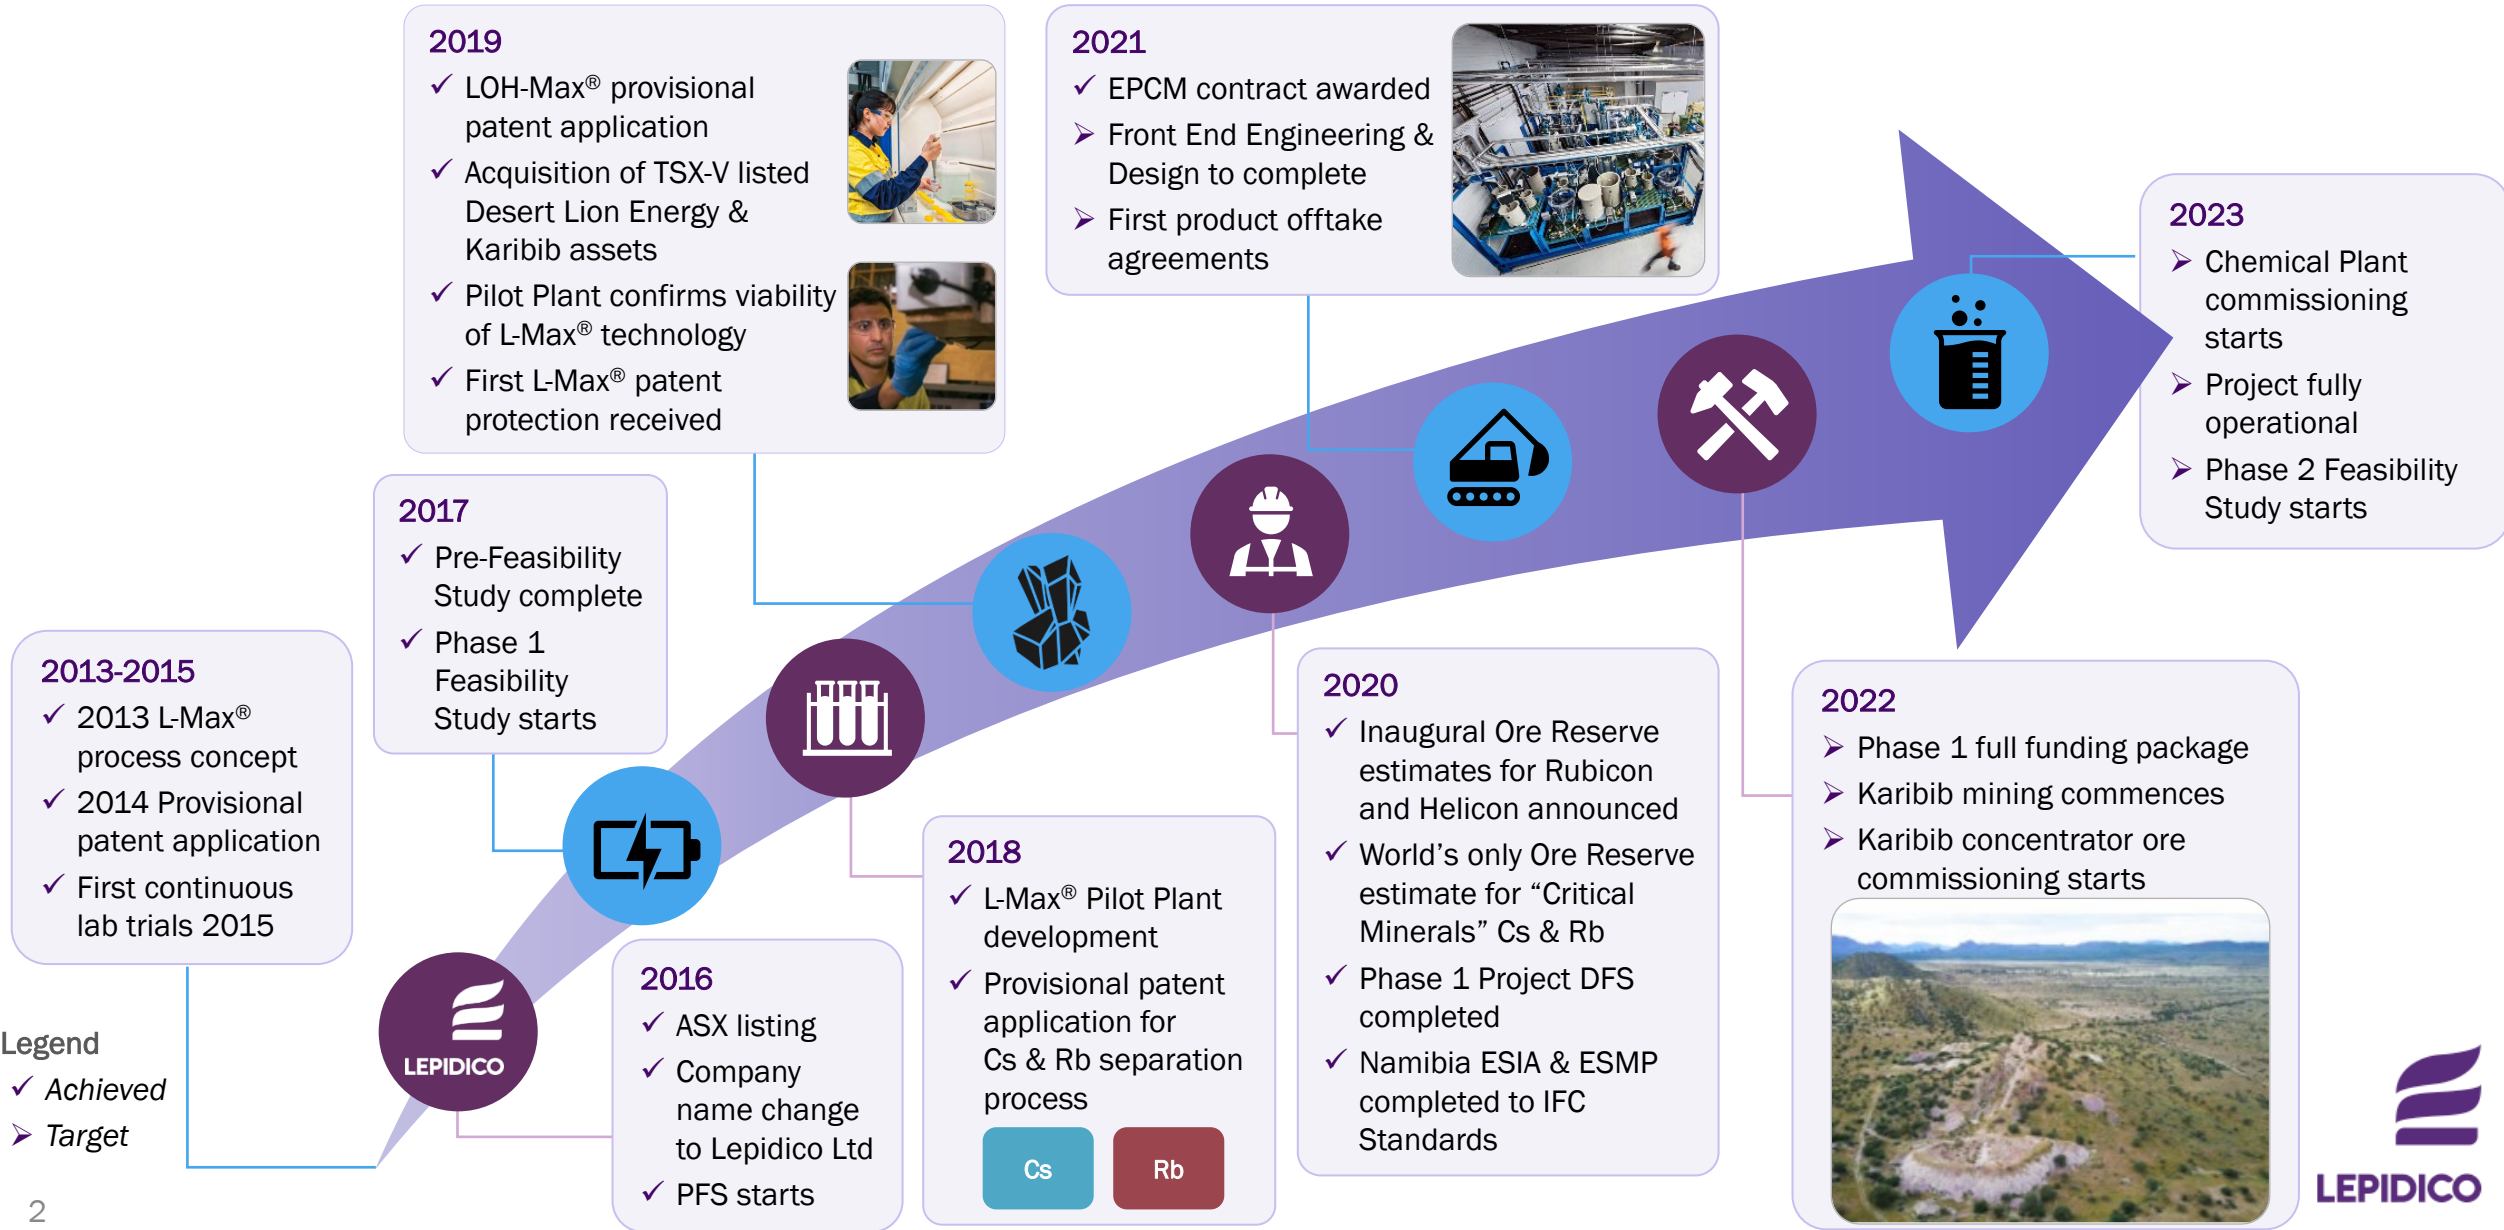 2013-2015
✓ 2013 L-Max®
process concept
✓ 2014 Provisional
patent application
✓ First continuous
lab trials 2015
LEPIDICO
2016
✓ ASX listing
✓ Company
name change
to Lepidico Ltd
✓ PFS starts
2017
✓ Pre-Feasibility
Study complete
✓ Phase 1
Feasibility
Study starts
2018
✓ L-Max® Pilot Plant
development
✓ Provisional patent
application for
Cs & Rb separation
process
Cs
Rb
2019
✓ LOH-Max® provisional
patent application
✓ Acquisition of TSX-V listed
Desert Lion Energy &
Karibib assets
✓ Pilot Plant confirms viability
of L-Max® technology
✓ First L-Max® patent
protection received
2020
✓ Inaugural Ore Reserve
estimates for Rubicon
and Helicon announced
✓ World's only Ore Reserve
estimate for “Critical
Minerals” Cs & Rb
✓ Phase 1 Project DFS
completed
✓ Namibia ESIA & ESMP
completed to IFC
Standards
2021
✓ EPCM contract awarded
➢ Front End Engineering &
Design to complete
➢ First product offtake
agreements
2022
➢ Phase 1 full funding package
➢ Karibib mining commences
➢ Karibib concentrator ore
commissioning starts
2023
➢ Chemical Plant
commissioning
starts
➢ Project fully
operational
➢ Phase 2 Feasibility
Study starts
Legend
✓ Achieved
➢ Target
2
LEPIDICO